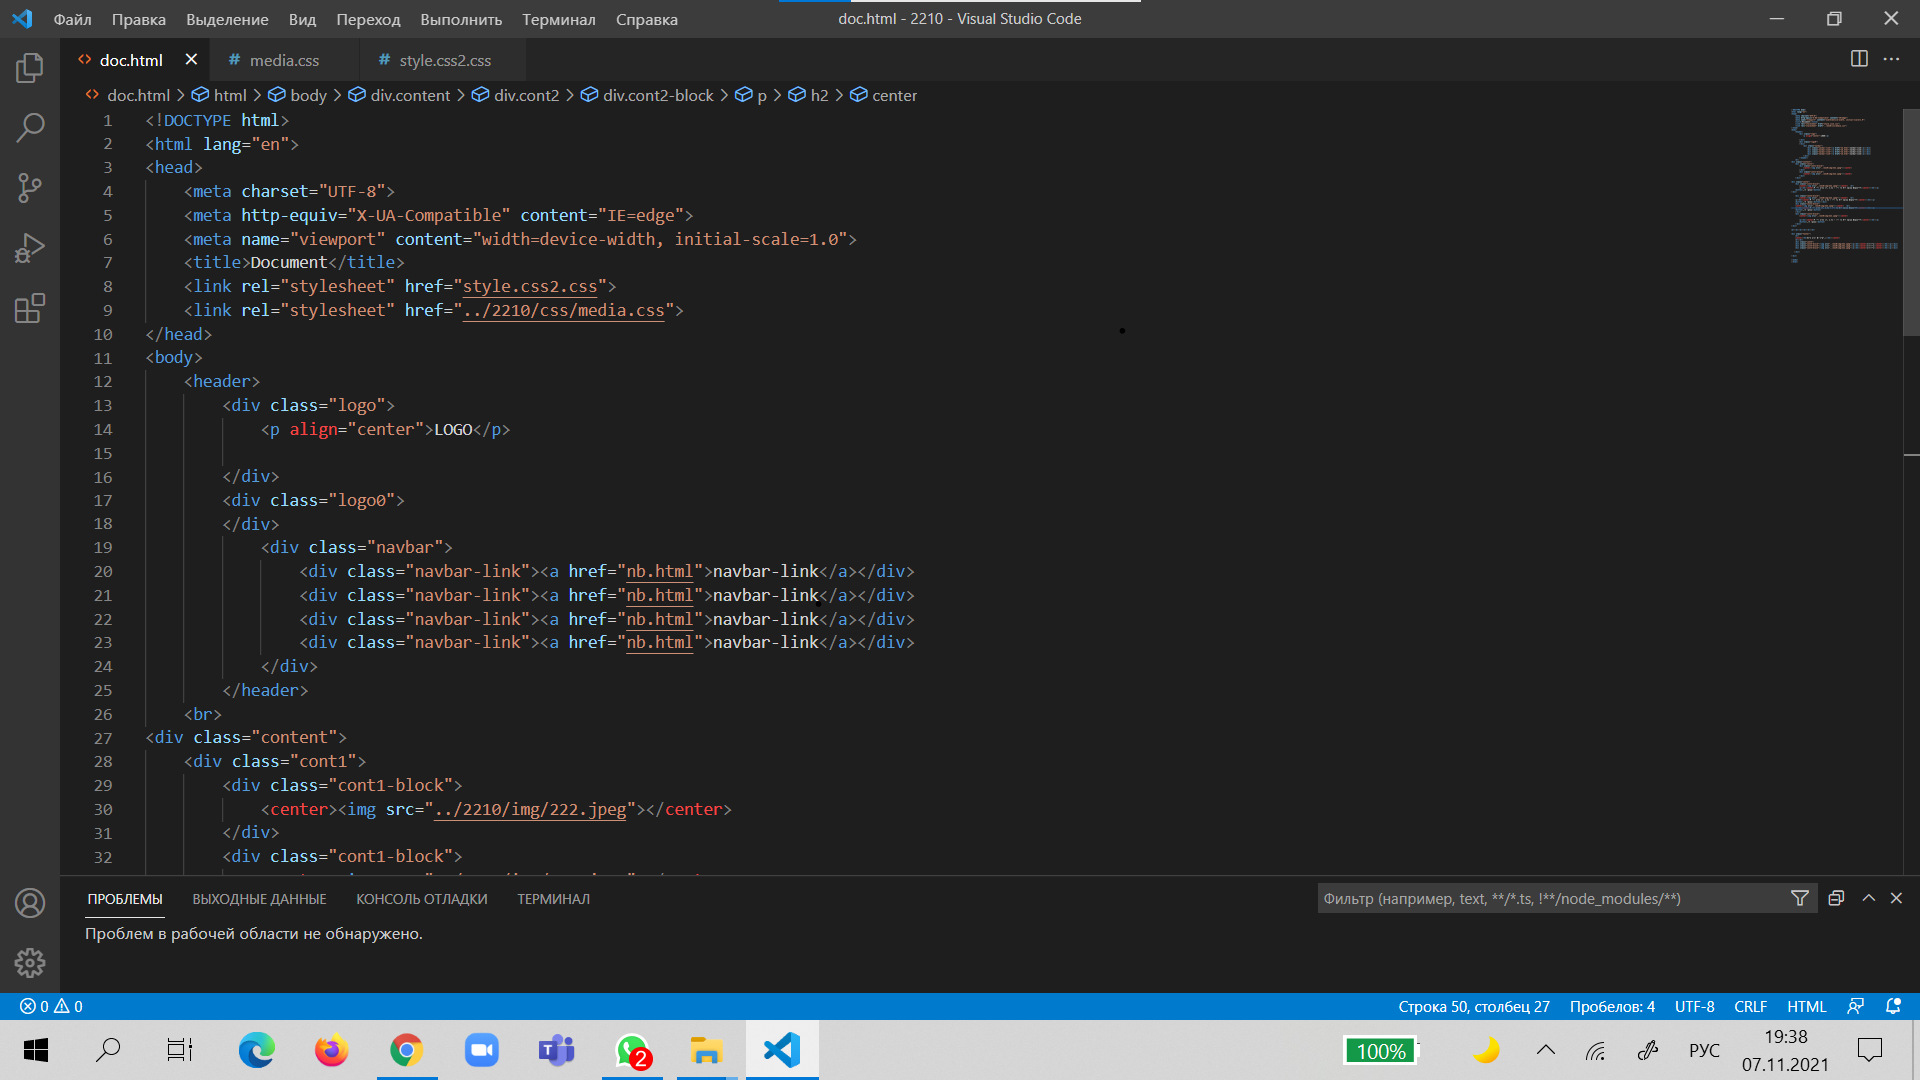 Файл Правка Выделение Вид Переход Выполнить Терминал Справка doc.html - 2210 - Visual Studio Code
doc.html media.css style.css2.css
doc.html html body div.content div.cont2 div.cont2-block p h2 center
1 <!DOCTYPE html>
2 <html lang="en">
3 <head>
4 <meta charset="UTF-8">
5 <meta http-equiv="X-UA-Compatible" content="IE=edge">
6 <meta name="viewport" content="width=device-width, initial-scale=1.0">
7 <title>Document</title>
8 <link rel="stylesheet" href="style.css2.css">
9 <link rel="stylesheet" href="../2210/css/media.css">
10 </head>
11 <body>
12 <header>
13 <div class="logo">
14 <p align="center">LOGO</p>
15
16 </div>
17 <div class="logo0">
18 </div>
19 <div class="navbar">
20 <div class="navbar-link"><a href="nb.html">navbar-link</a></div>
21 <div class="navbar-link"><a href="nb.html">navbar-link</a></div>
22 <div class="navbar-link"><a href="nb.html">navbar-link</a></div>
23 <div class="navbar-link"><a href="nb.html">navbar-link</a></div>
24 </div>
25 </header>
26 <br>
27 <div class="content">
28 <div class="cont1">
29 <div class="cont1-block">
30 <center><img src="../2210/img/222.jpeg"></center>
31 </div>
32 <div class="cont1-block">
ПРОБЛЕМЫ ВЫХОДНЫЕ ДАННЫЕ КОНСОЛЬ ОТЛАДКИ ТЕРМИНАЛ Фильтр (например, text, **/*.ts, !**/node_modules/**)
Проблем в рабочей области не обнаружено.
0 0 Строка 50, столбец 27 Пробелов: 4 UTF-8 CRLF HTML
2 100% РУС 19:38
07.11.2021